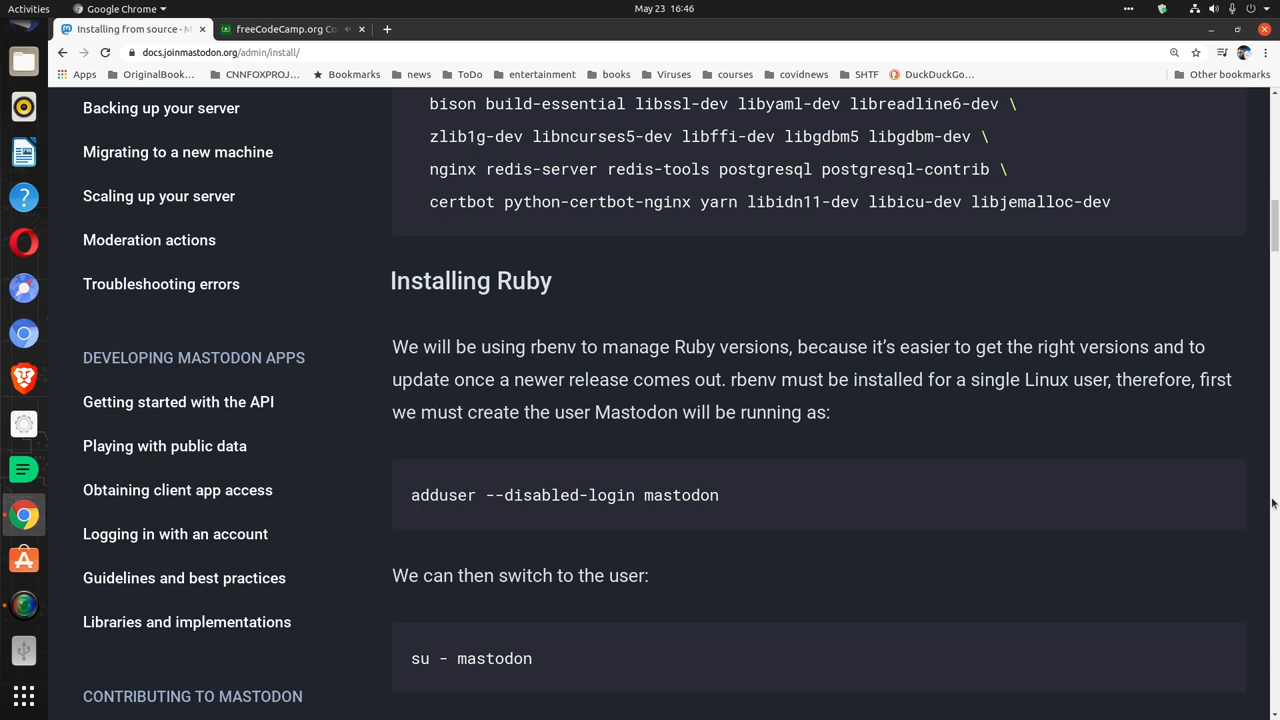 Activities
Google Chrome
May 23 16:46
Installing from source - M
freeCodeCamp.org Co
docs.joinmastodon.org/admin/install/
Apps
OriginalBook...
CNNFOXPROJ...
Bookmarks
news
ToDo
entertainment
books
Viruses
courses
covidnews
SHTF
DuckDuckGo...
Other bookmarks
Backing up your server
Migrating to a new machine
Scaling up your server
Moderation actions
Troubleshooting errors
DEVELOPING MASTODON APPS
Getting started with the API
Playing with public data
Obtaining client app access
Logging in with an account
Guidelines and best practices
Libraries and implementations
CONTRIBUTING TO MASTODON
bison build-essential libssl-dev libyaml-dev libreadline6-dev \
zlib1g-dev libncurses5-dev libffi-dev libgdbm5 libgdbm-dev \
nginx redis-server redis-tools postgresql postgresql-contrib \
certbot python-certbot-nginx yarn libidn11-dev libicu-dev libjemalloc-dev
Installing Ruby
We will be using rbenv to manage Ruby versions, because it’s easier to get the right versions and to
update once a newer release comes out. rbenv must be installed for a single Linux user, therefore, first
we must create the user Mastodon will be running as:
adduser --disabled-login mastodon
We can then switch to the user:
su - mastodon